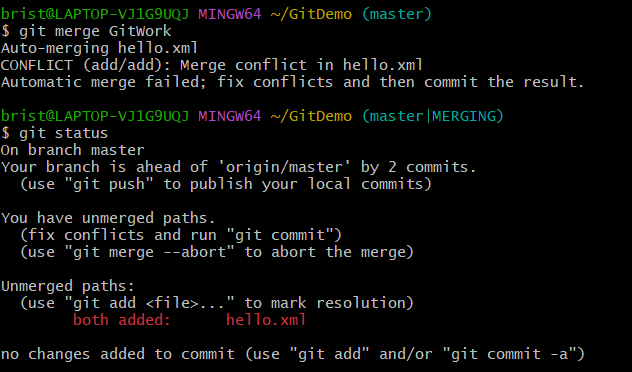 brist@LAPTOP-VJ1G9UQJ MINGW64 ~/GitDemo (master)
$ git merge GitWork
Auto-merging hello.xml
CONFLICT (add/add): Merge conflict in hello.xml
Automatic merge failed; fix conflicts and then commit the result.

brist@LAPTOP-VJ1G9UQJ MINGW64 ~/GitDemo (master|MERGING)
$ git status
On branch master
Your branch is ahead of 'origin/master' by 2 commits.
  (use "git push" to publish your local commits)

You have unmerged paths.
  (fix conflicts and run "git commit")
  (use "git merge --abort" to abort the merge)

Unmerged paths:
  (use "git add <file>..." to mark resolution)
        both added:      hello.xml

no changes added to commit (use "git add" and/or "git commit -a")